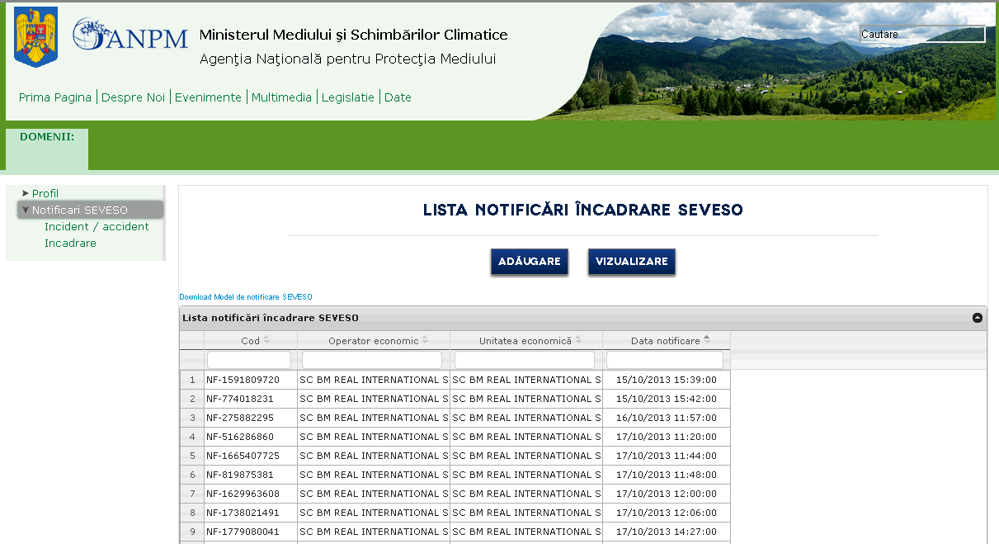 ANPM
Ministerul Mediului şi Schimbărilor Climatice
Agenţia Naţională pentru Protecţia Mediului
Cautare
Prima Pagina | Despre Noi | Evenimente | Multimedia | Legislatie | Date
DOMENII:
Profil
Notificari SEVESO
Incident / accident
Incadrare
LISTA NOTIFICĂRI ÎNCADRARE SEVESO
ADĂUGARE VIZUALIZARE
Download Model de notificare SEVESO
Lista notificări încadrare SEVESO
Cod Operator economic Unitatea economică Data notificare
1 NF-1591809720 SC BM REAL INTERNATIONAL S SC BM REAL INTERNATIONAL S 15/10/2013 15:39:00
2 NF-774018231 SC BM REAL INTERNATIONAL S SC BM REAL INTERNATIONAL S 15/10/2013 15:42:00
3 NF-275882295 SC BM REAL INTERNATIONAL S SC BM REAL INTERNATIONAL S 16/10/2013 11:57:00
4 NF-516286860 SC BM REAL INTERNATIONAL S SC BM REAL INTERNATIONAL S 17/10/2013 11:20:00
5 NF-1665407725 SC BM REAL INTERNATIONAL S SC BM REAL INTERNATIONAL S 17/10/2013 11:44:00
6 NF-819875381 SC BM REAL INTERNATIONAL S SC BM REAL INTERNATIONAL S 17/10/2013 11:48:00
7 NF-1629963608 SC BM REAL INTERNATIONAL S SC BM REAL INTERNATIONAL S 17/10/2013 12:00:00
8 NF-1738021491 SC BM REAL INTERNATIONAL S SC BM REAL INTERNATIONAL S 17/10/2013 12:06:00
9 NF-1779080041 SC BM REAL INTERNATIONAL S SC BM REAL INTERNATIONAL S 17/10/2013 14:27:00